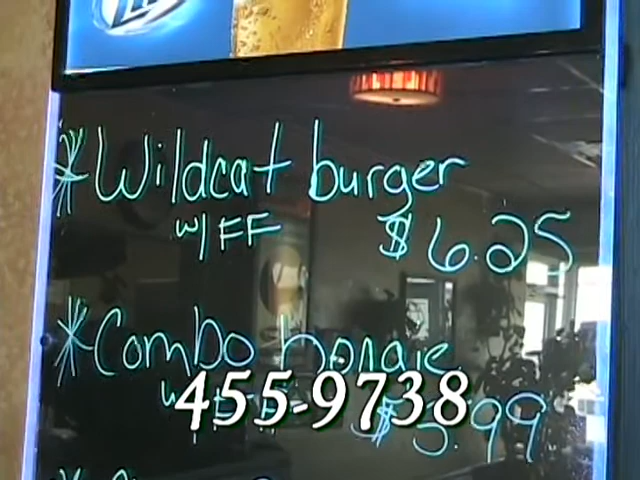 *Wildcat burger
w/ FF $6.25
*Combo hoagie
455-9738
$5.99